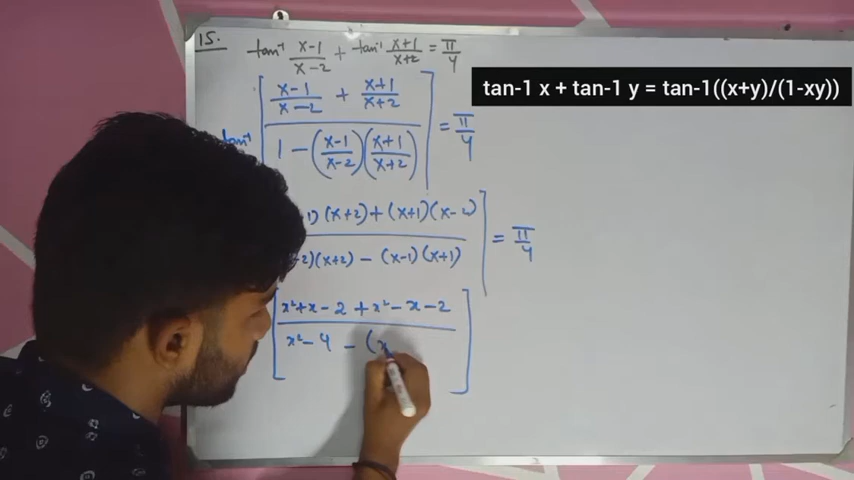 15. tan⁻¹ x-1/x-2 + tan⁻¹ x+1/x+2 = π/4
tan-1 x + tan-1 y = tan-1((x+y)/(1-xy))
tan⁻¹ [ (x-1/x-2 + x+1/x+2) / (1 - (x-1/x-2)(x+1/x+2)) ] = π/4
1)(x+2) + (x+1)(x-2) ] = π/4
2)(x+2) - (x-1)(x+1)
[ x²+x-2+x²-x-2 ]
x²-4-(x